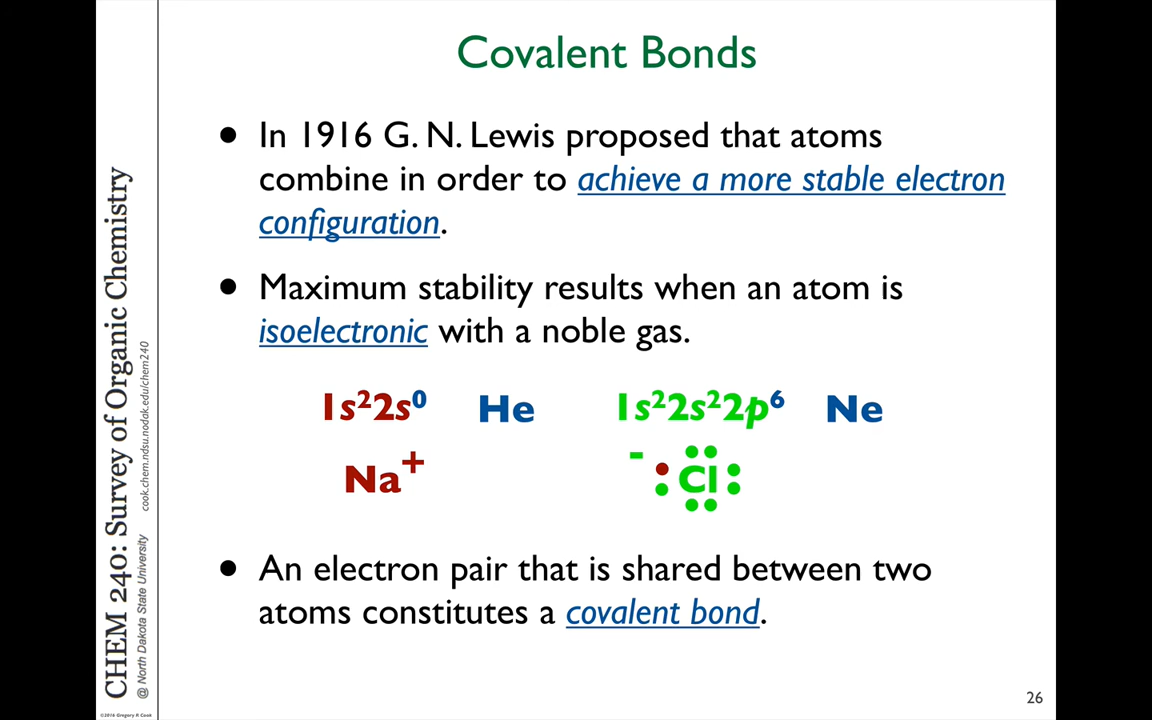 Covalent Bonds
• In 1916 G. N. Lewis proposed that atoms
combine in order to achieve a more stable electron
configuration.
• Maximum stability results when an atom is
isoelectronic with a noble gas.
1s²2s⁰ He 1s²2s²2p⁶ Ne
Na⁺ - Cl
• An electron pair that is shared between two
atoms constitutes a covalent bond.
26
CHEM 240: Survey of Organic Chemistry
@ North Dakota State University cook.chem.ndsu.nodak.edu/chem240
©2016 Gregory R. Cook